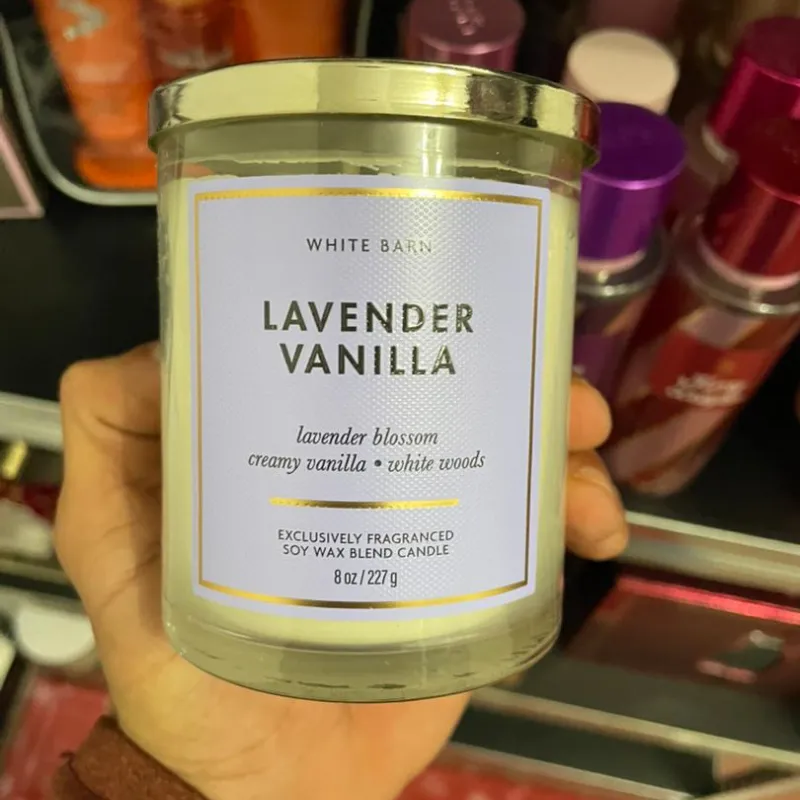 WHITE BARN
LAVENDER
VANILLA
lavender blossom
creamy vanilla • white woods
EXCLUSIVELY FRAGRANCED
SOY WAX BLEND CANDLE
8 oz / 227 g